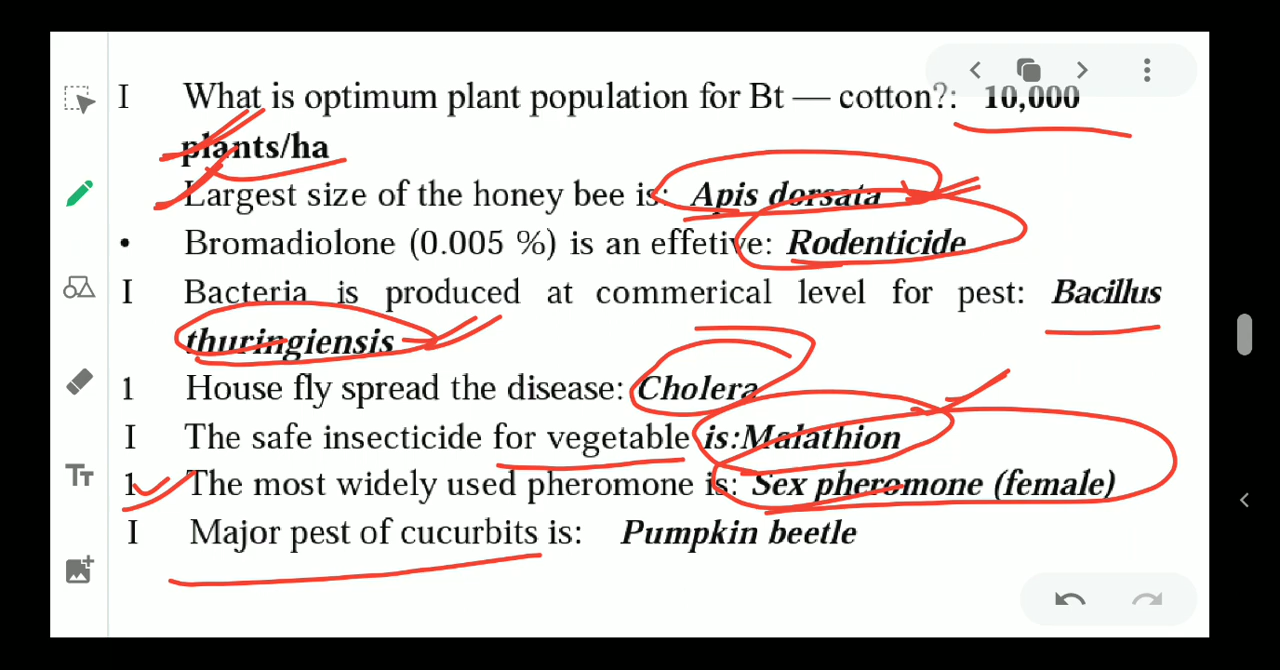 I What is optimum plant population for Bt — cotton?: 10,000
plants/ha
Largest size of the honey bee is: Apis dorsata
• Bromadiolone (0.005 %) is an effetive: Rodenticide
I Bacteria is produced at commerical level for pest: Bacillus
thuringiensis
1 House fly spread the disease: Cholera
I The safe insecticide for vegetable is:Malathion
1 The most widely used pheromone is: Sex pheromone (female)
I Major pest of cucurbits is: Pumpkin beetle
Tт